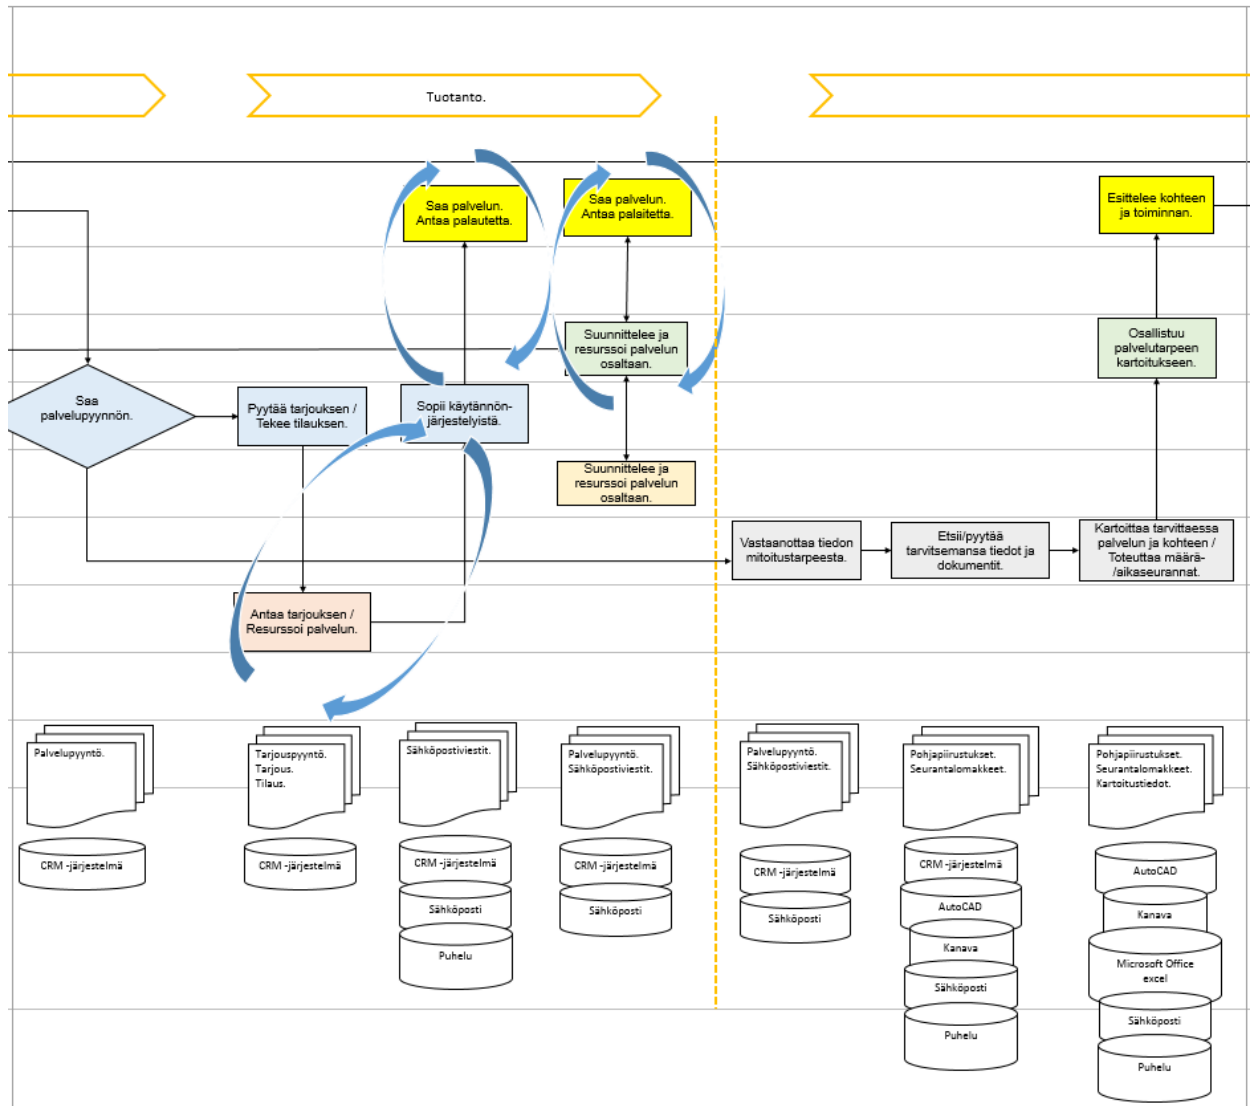 Tuotanto.
Saa palvelun.
Antaa palautetta.
Saa palvelun.
Antaa palaitetta.
Esittelee kohteen
ja toiminnan.
Suunnittelee ja
resurssoi palvelun
osaltaan.
Osallistuu
palvelutarpeen
kartoitukseen.
Saa
palvelupyynnön.
Pyytää tarjouksen /
Tekee tilauksen.
Sopii käytännön-
järjestelyistä.
Suunnittelee ja
resurssoi palvelun
osaltaan.
Vastaanottaa tiedon
mitoitustarpeesta.
Etsii/pyytää
tarvitsemansa tiedot ja
dokumentit.
Kartoittaa tarvittaessa
palvelun ja kohteen /
Toteuttaa määrä-
/aikaseurannat.
Antaa tarjouksen /
Resurssoi palvelun.
Palvelupyyntö.
Tarjouspyyntö.
Tarjous.
Tilaus.
Sähköpostiviestit.
Palvelupyyntö.
Sähköpostiviestit.
Palvelupyyntö.
Sähköpostiviestit.
Pohjapiirustukset.
Seurantalomakkeet.
Pohjapiirustukset.
Seurantalomakkeet.
Kartoitustiedot.
CRM -järjestelmä
CRM -järjestelmä
CRM -järjestelmä
Sähköposti
Puhelu
CRM -järjestelmä
Sähköposti
CRM -järjestelmä
Sähköposti
CRM -järjestelmä
AutoCAD
Kanava
Sähköposti
Puhelu
AutoCAD
Kanava
Microsoft Office
excel
Sähköposti
Puhelu